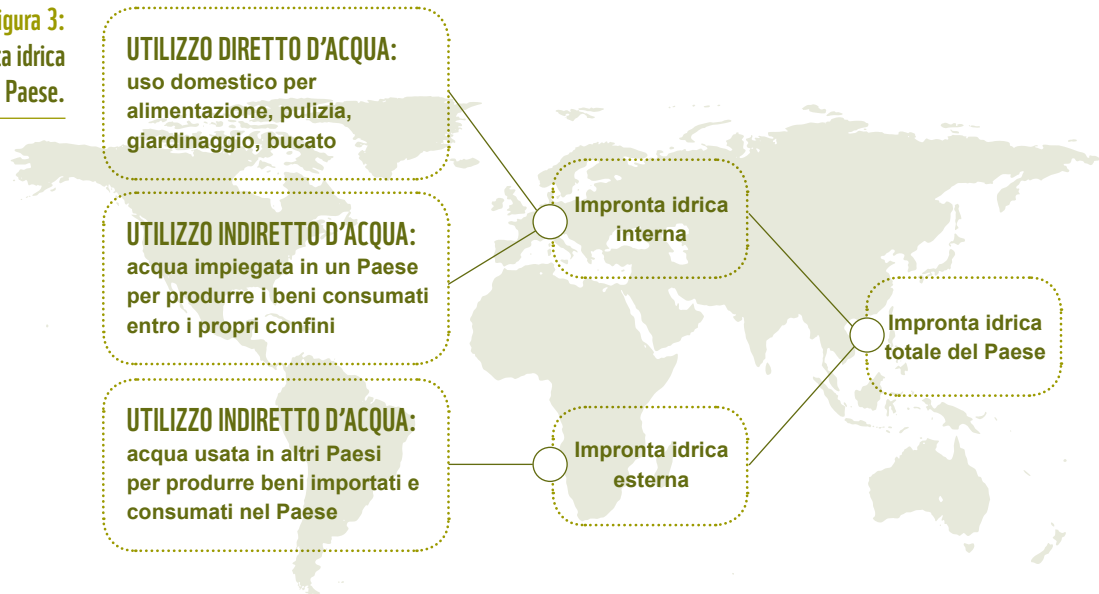 idrica
Paese.
UTILIZZO DIRETTO D'ACQUA:
uso domestico per
alimentazione, pulizia,
giardinaggio, bucato
UTILIZZO INDIRETTO D'ACQUA:
acqua impiegata in un Paese
per produrre i beni consumati
entro i propri confini
UTILIZZO INDIRETTO D'ACQUA:
acqua usata in altri Paesi
per produrre beni importati e
consumati nel Paese
Impronta idrica
interna
Impronta idrica
esterna
Impronta idrica
totale del Paese